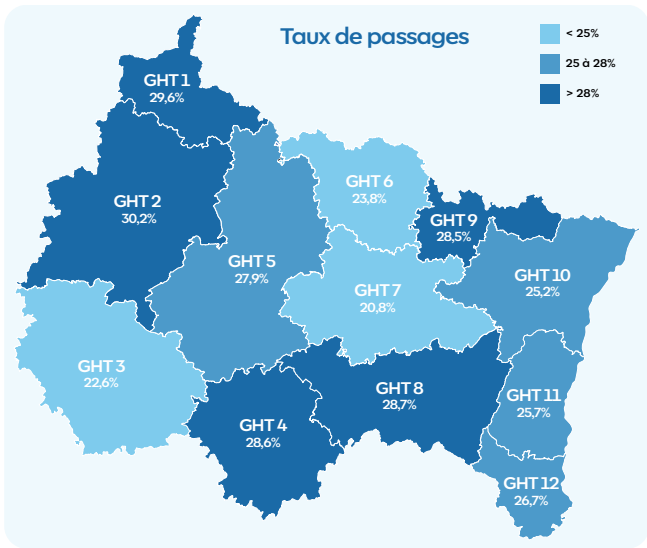 Taux de passages
< 25%
25 à 28%
> 28%
GHT 1
29,6%
GHT 2
30,2%
GHT 6
23,8%
GHT 9
28,5%
GHT 5
27,9%
GHT 10
25,2%
GHT 7
20,8%
GHT 3
22,6%
GHT 8
28,7%
GHT 11
25,7%
GHT 4
28,6%
GHT 12
26,7%